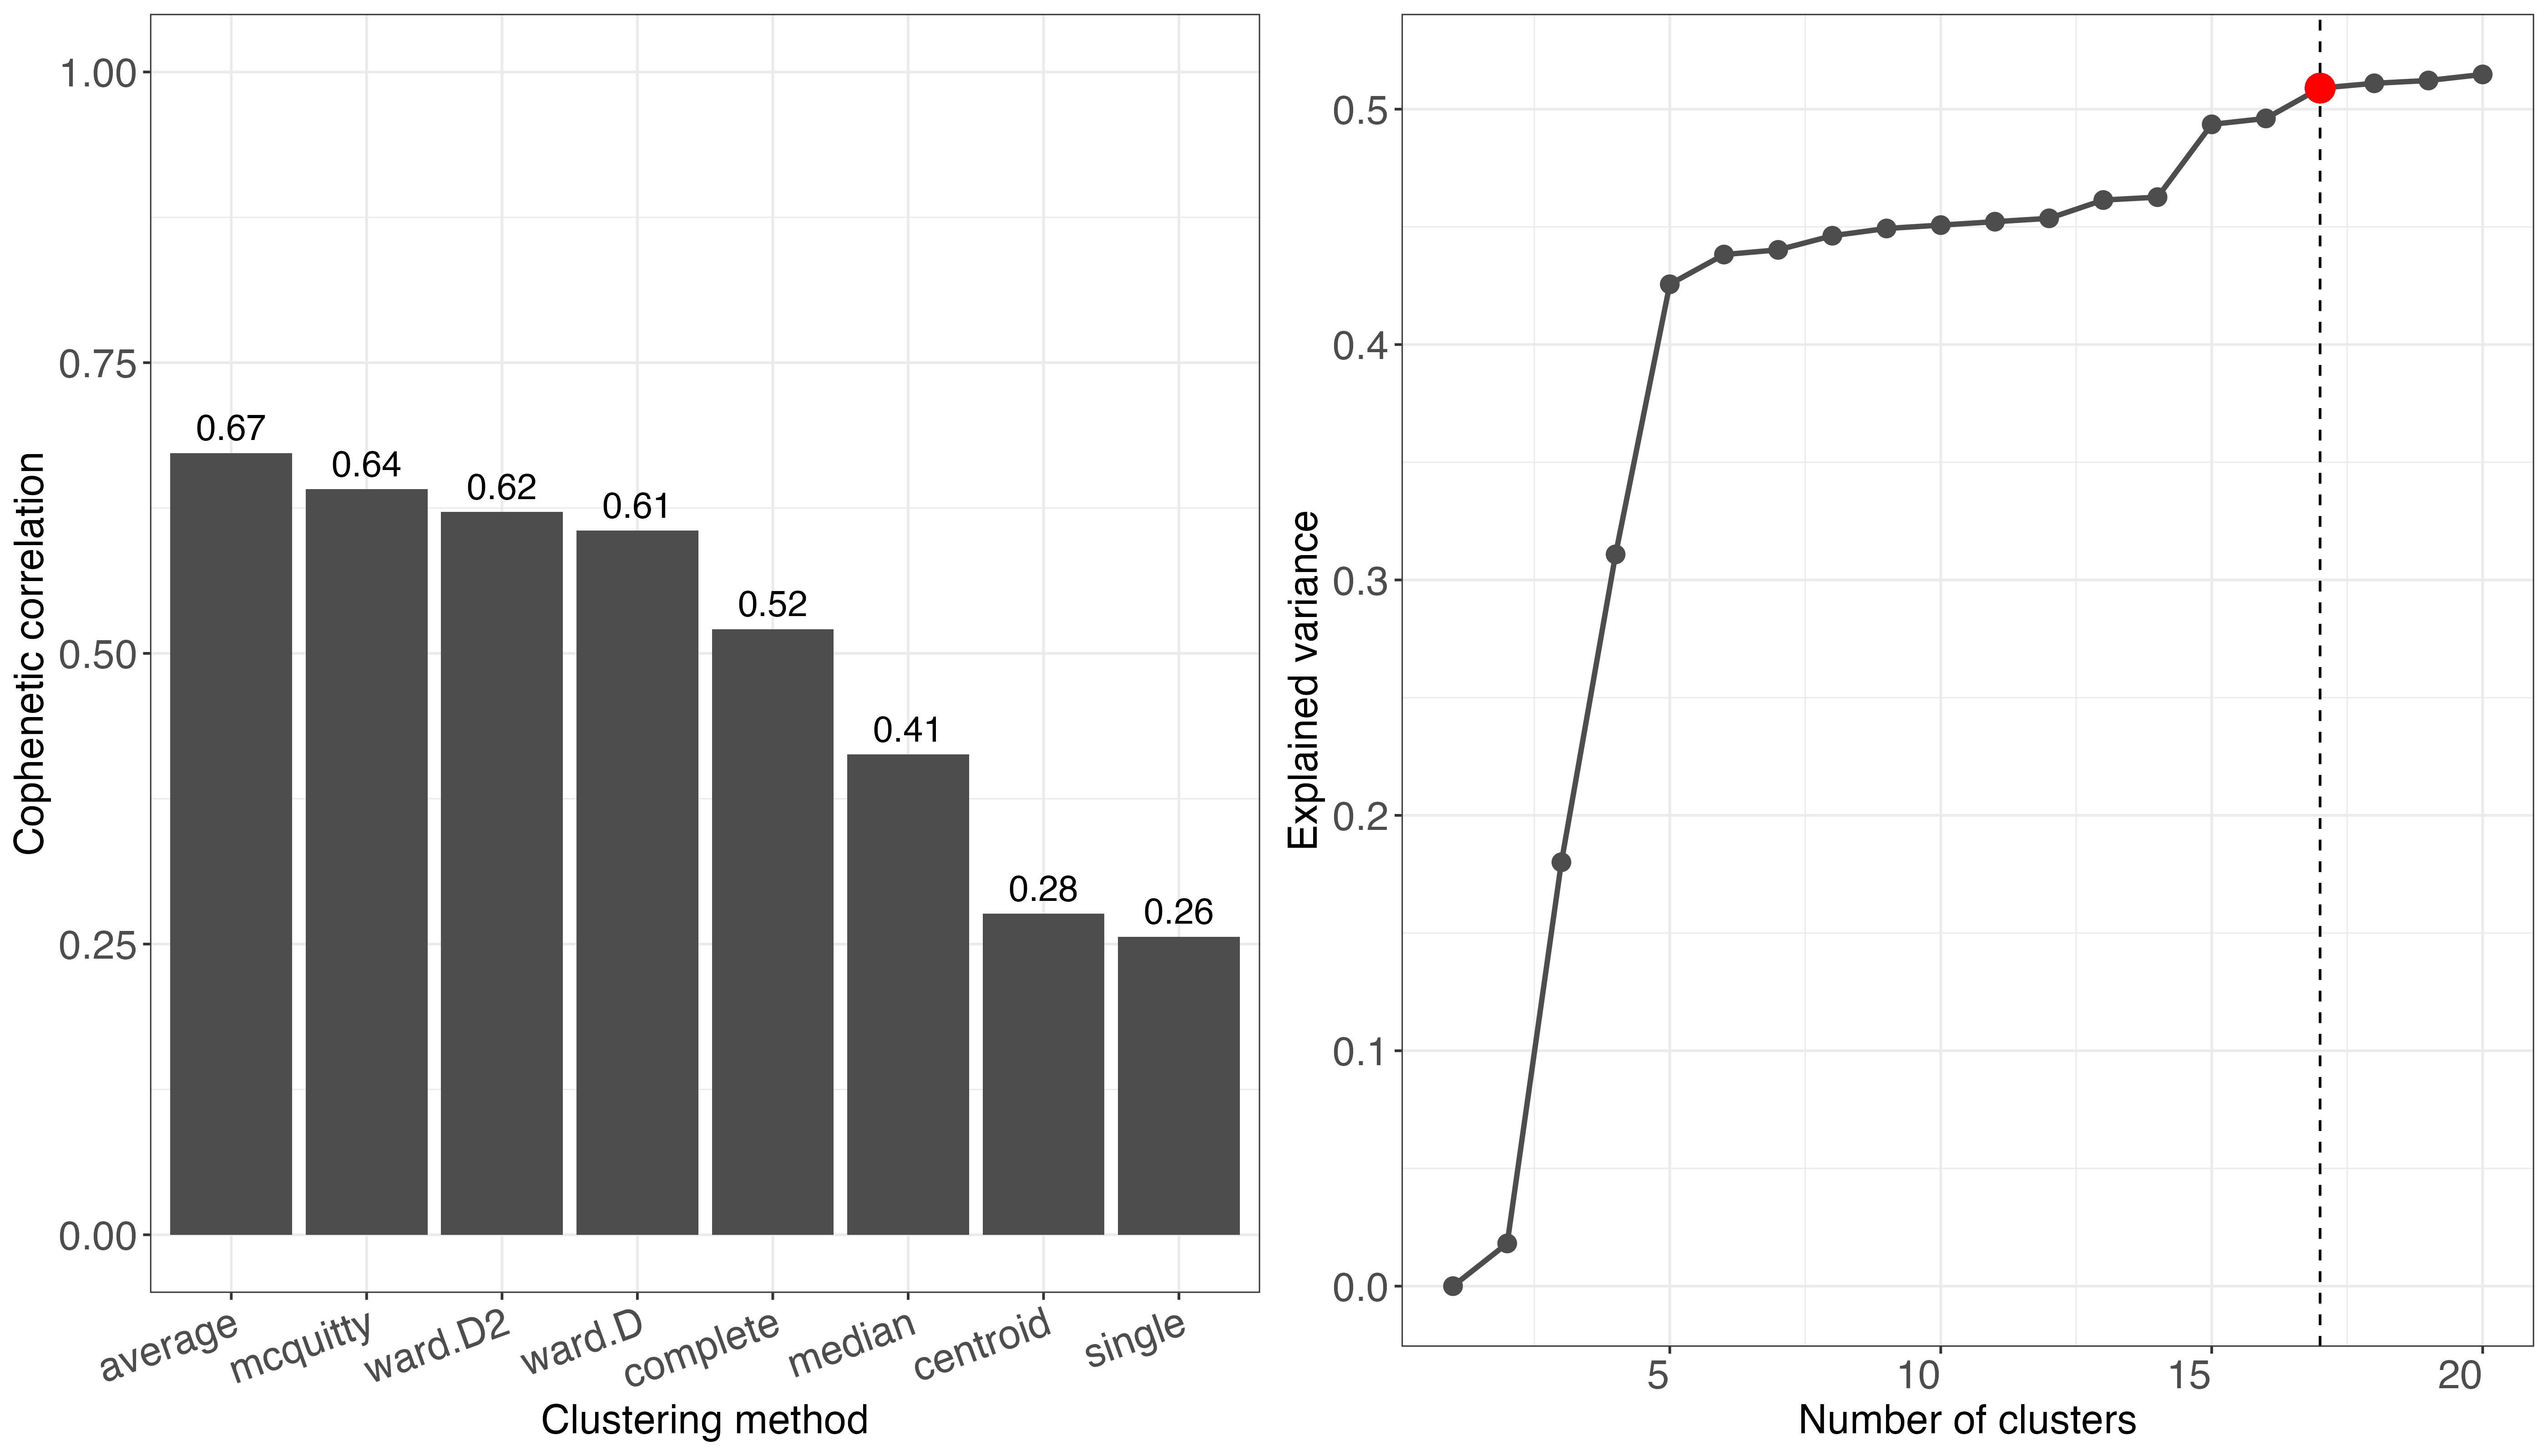 Cophenetic correlation
1.00
0.75
0.50
0.25
0.00
0.67
0.64
0.62
0.61
0.52
0.41
0.28
0.26
average
mcquitty
ward.D2
ward.D
complete
median
centroid
single
Clustering method
Explained variance
0.5
0.4
0.3
0.2
0.1
0.0
5
10
15
20
Number of clusters